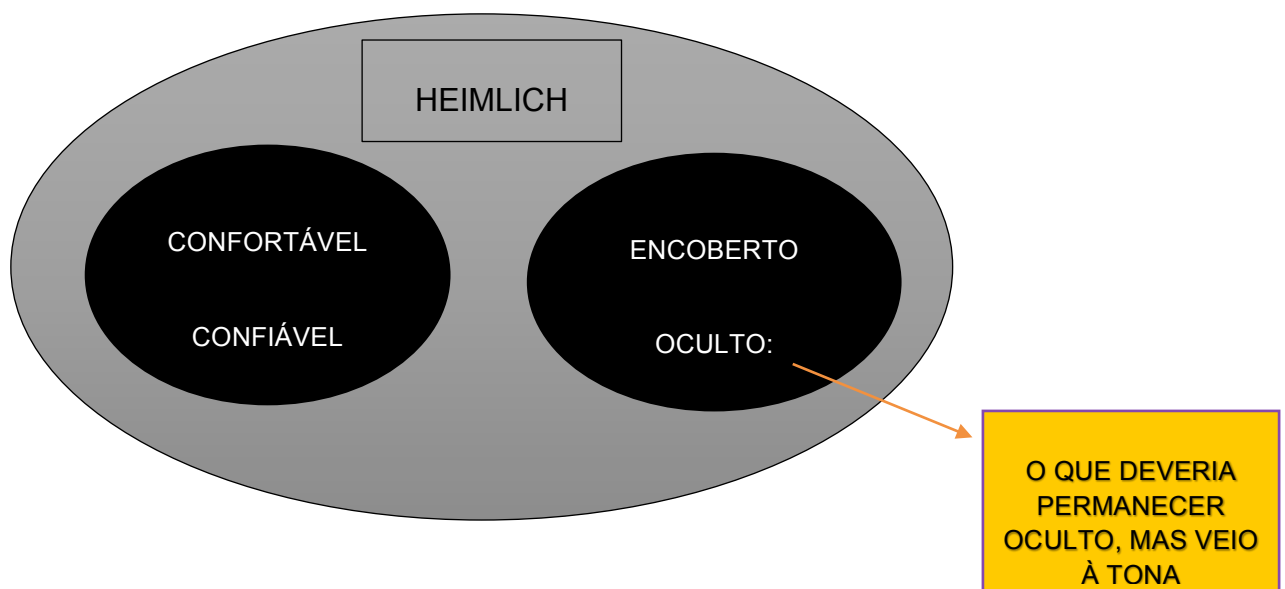 HEIMLICH
CONFORTÁVEL
CONFIÁVEL
ENCOBERTO
OCULTO:
O QUE DEVERIA
PERMANECER
OCULTO, MAS VEIO
À TONA